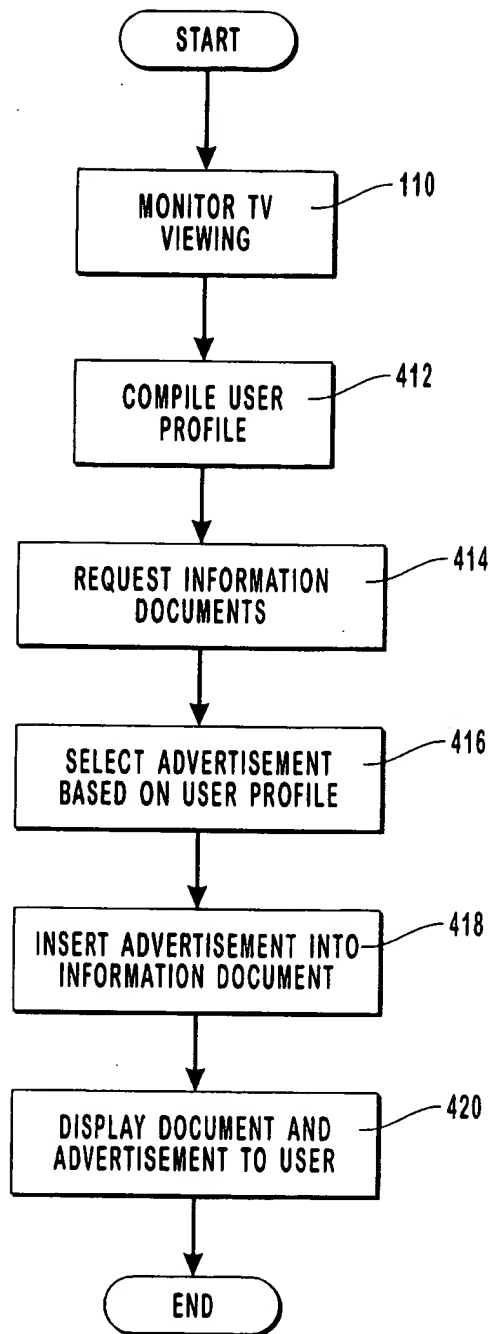 START
110
MONITOR TV
VIEWING
412
COMPILE USER
PROFILE
414
REQUEST INFORMATION
DOCUMENTS
416
SELECT ADVERTISEMENT
BASED ON USER PROFILE
418
INSERT ADVERTISEMENT INTO
INFORMATION DOCUMENT
420
DISPLAY DOCUMENT AND
ADVERTISEMENT TO USER
END